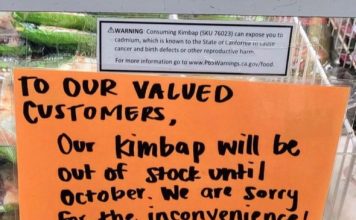 ⚠WARNING: Consuming Kimbap (SKU 76023) can expose you to
cadmium, which is known to the State of California to cause
cancer and birth defects or other reproductive harm.
For more information go to www.P65Warnings.ca.gov/food.
TO OUR VALUED
CUSTOMERS,
Our Kimbap will be
out of stock until
October. We are sorry
for the inconvenience!